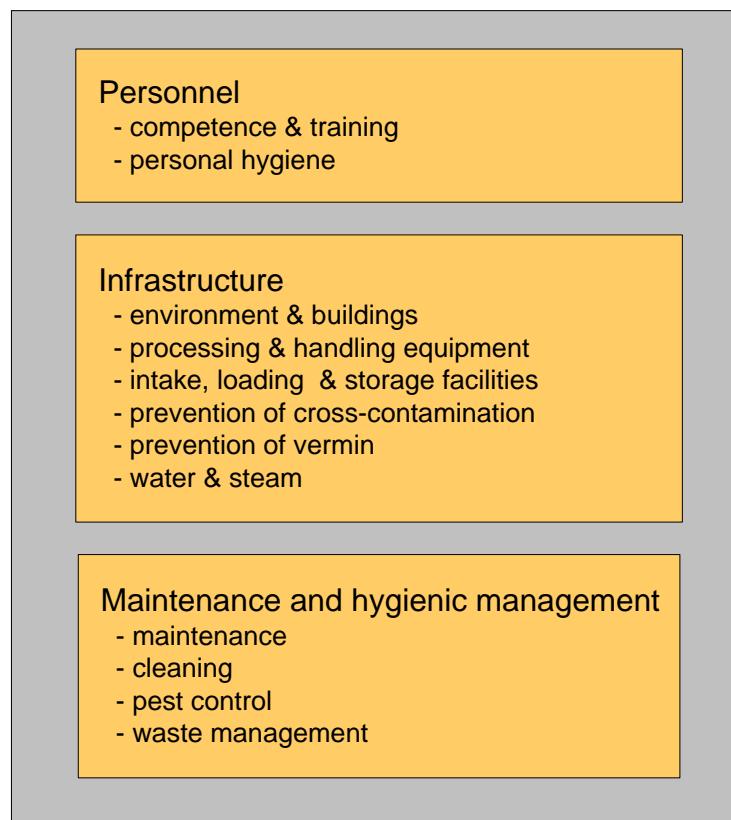 Personnel
- competence & training
- personal hygiene
Infrastructure
- environment & buildings
- processing & handling equipment
- intake, loading  & storage facilities
- prevention of cross-contamination
- prevention of vermin
- water & steam
Maintenance and hygienic management
- maintenance
- cleaning
- pest control
- waste management